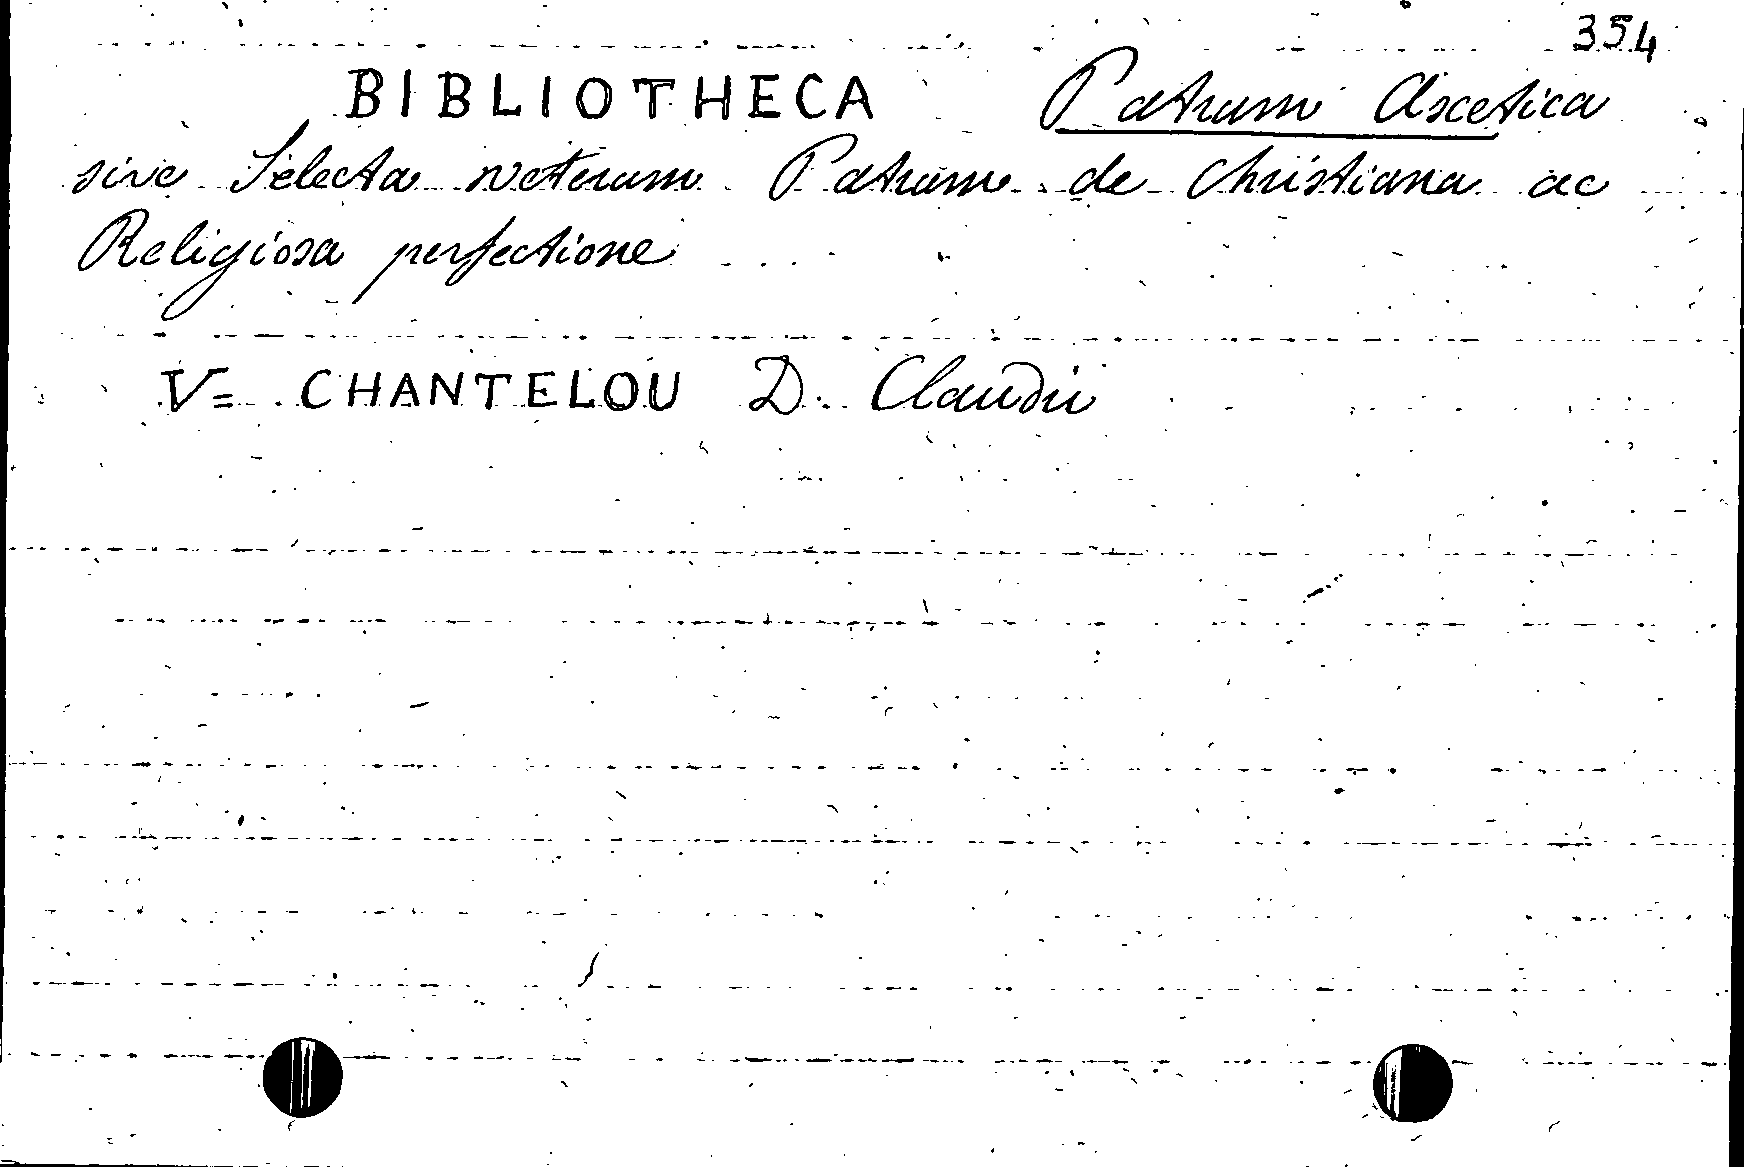 354
BIBLIOTHECA Patrum Ascetica
sive Selecta veterum Patrum de Christiana ac
Religiosa perfectione ....
V= CHANTELOU D. Claudii